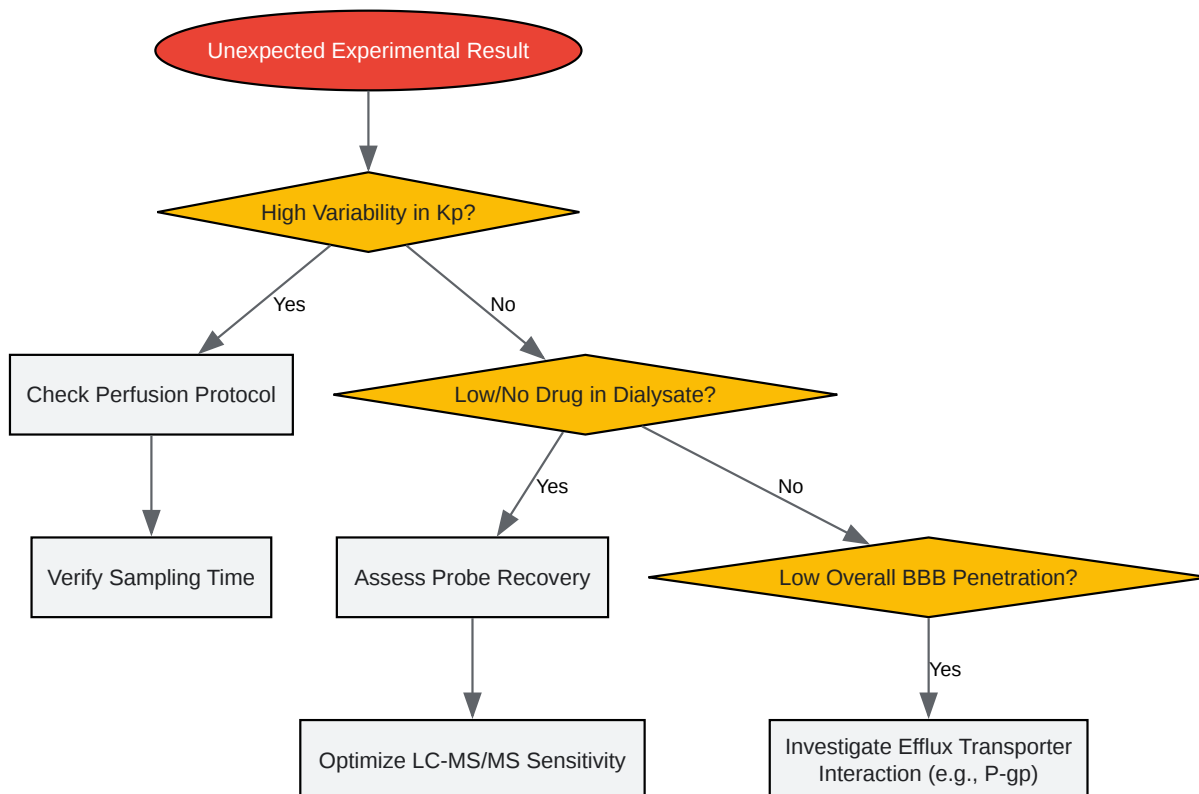 Unexpected Experimental Result
High Variability in Kp?
Yes
No
Check Perfusion Protocol
Low/No Drug in Dialysate?
Yes
No
Verify Sampling Time
Assess Probe Recovery
Low Overall BBB Penetration?
Yes
Optimize LC-MS/MS Sensitivity
Investigate Efflux Transporter
Interaction (e.g., P-gp)